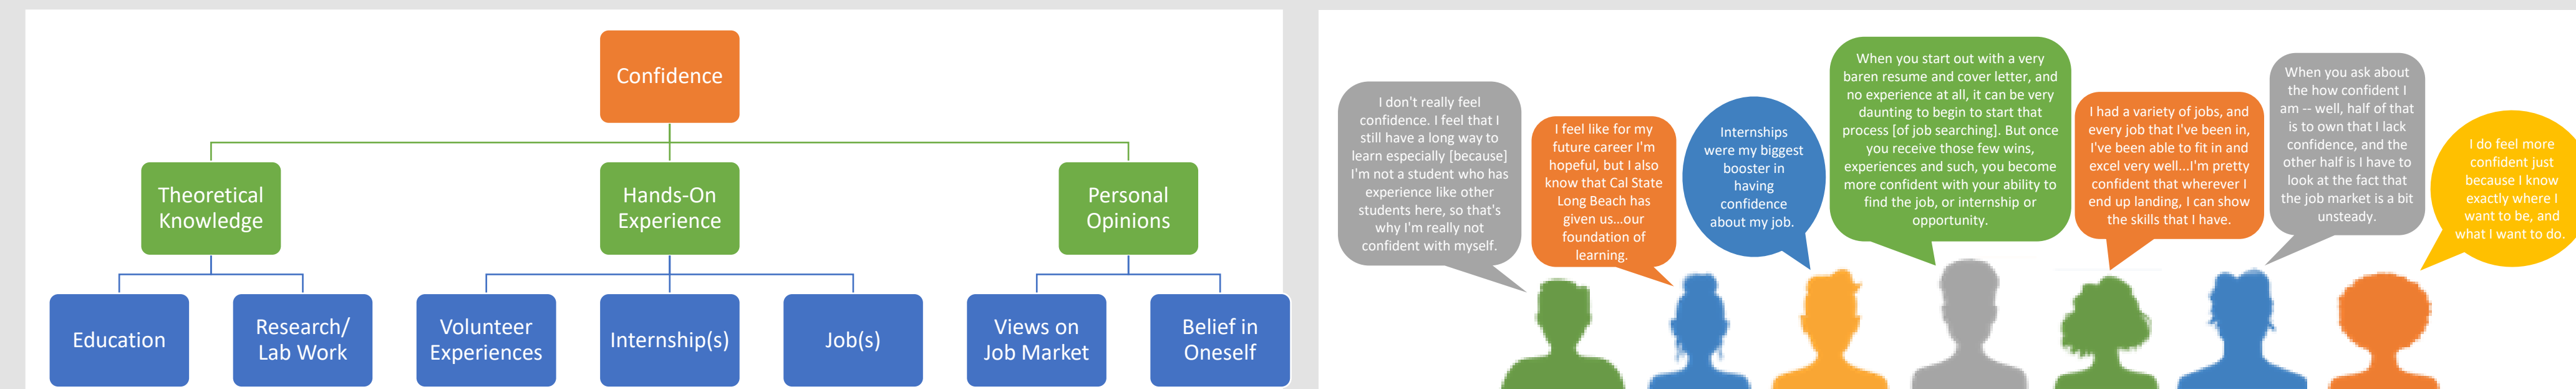 Confidence
Theoretical
Knowledge
Hands-On
Experience
Personal
Opinions
Education
Research/
Lab Work
Volunteer
Experiences
Internship(s)
Job(s)
Views on
Job Market
Belief in
Oneself
I don't really feel
confidence. I feel that I
still have a long way to
learn especially [because]
I'm not a student who has
experience like other
students here, so that's
why I'm really not
confident with myself.
I feel like for my
future career I'm
hopeful, but I also
know that Cal State
Long Beach has
given us...our
foundation of
learning.
Internships
were my biggest
booster in
having
confidence
about my job.
When you start out with a very
baren resume and cover letter, and
no experience at all, it can be very
daunting to begin to start that
process [of job searching]. But once
you receive those few wins,
experiences and such, you become
more confident with your ability to
find the job, or internship or
opportunity.
I had a variety of jobs, and
every job that I've been in,
I've been able to fit in and
excel very well...I'm pretty
confident that wherever I
end up landing, I can show
the skills that I have.
When you ask about
the how confident I
am -- well, half of that
is to own that I lack
confidence, and the
other half is I have to
look at the fact that
the job market is a bit
unsteady.
I do feel more
confident just
because I know
exactly where I
want to be, and
what I want to do.